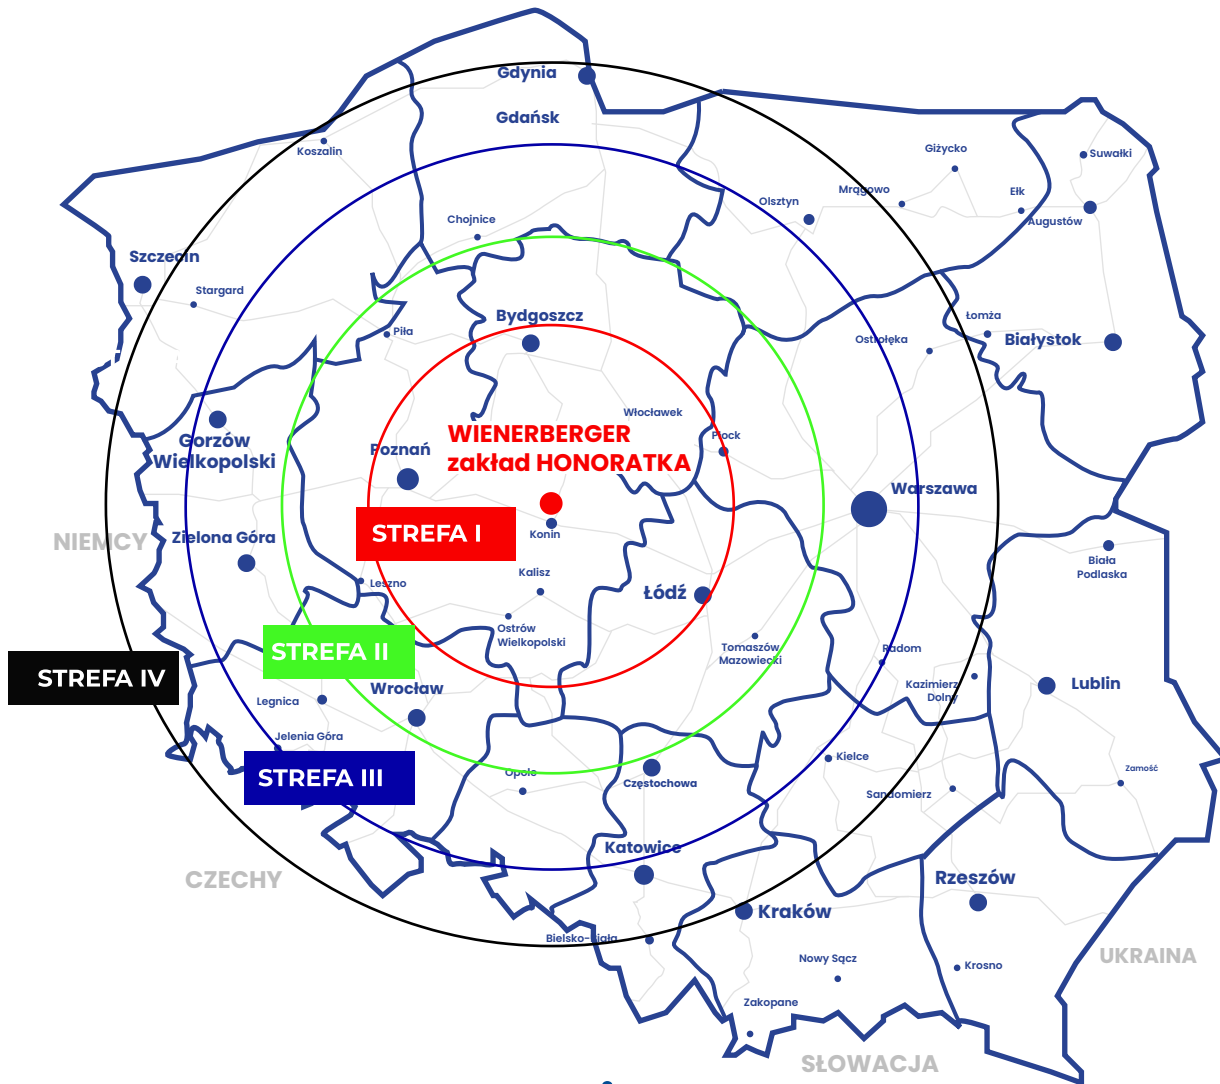 Gdynia
Gdańsk
Koszalin
Giżycko
Suwałki
Mrągowo
Ełk
Olsztyn
Augustów
Chojnice
Szczecin
Stargard
Bydgoszcz
Piła
Łomża
Ostrołęka
Białystok
Włocławek
WIENERBERGER
zakład HONORATKA
Płock
Gorzów
Wielkopolski
Poznań
Warszawa
NIEMCY
Zielona Góra
STREFA I
Konin
Biała
Podlaska
Leszno
Kalisz
Łódź
Ostrów
Wielkopolski
Tomaszów
Mazowiecki
Radom
STREFA II
STREFA IV
Wrocław
Kazimierz
Dolny
Lublin
Legnica
Jelenia Góra
Kielce
STREFA III
Opole
Częstochowa
Zamość
Sandomierz
Katowice
CZECHY
Rzeszów
Kraków
Bielsko-Biała
Nowy Sącz
Krosno
UKRAINA
Zakopane
SŁOWACJA